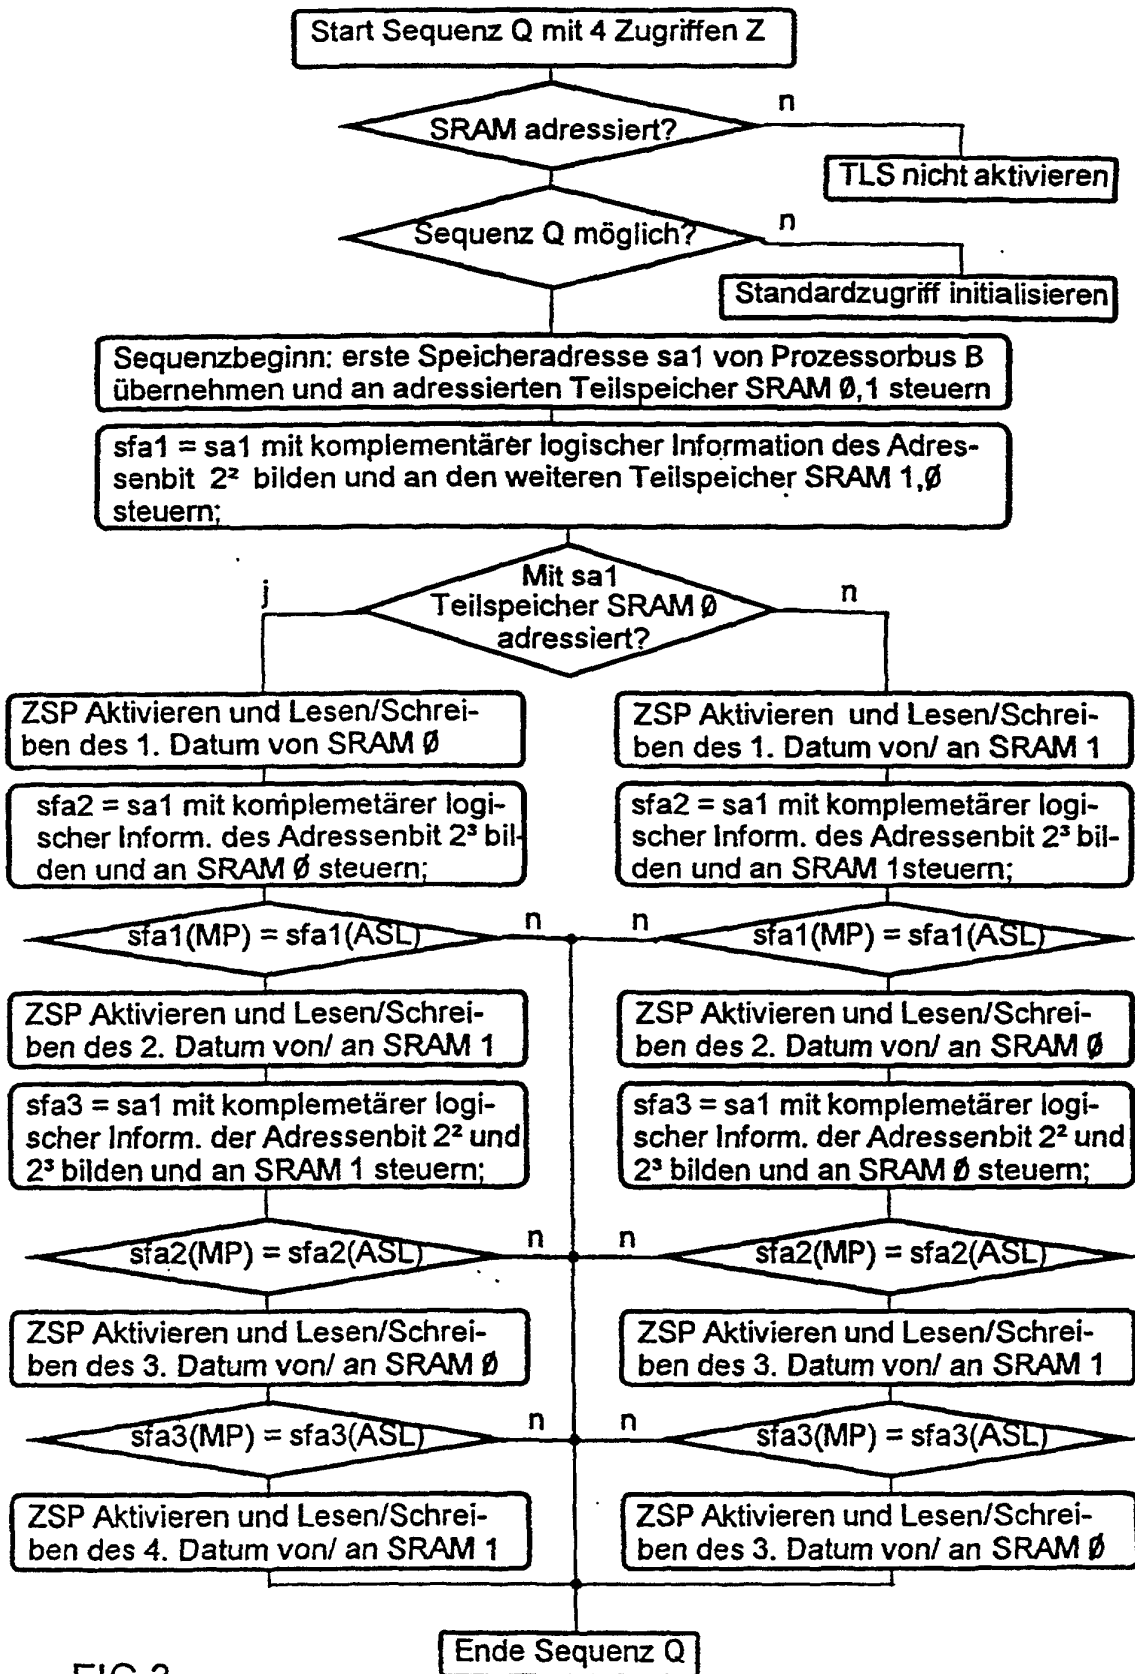 Start Sequenz Q mit 4 Zugriffen Z
SRAM adressiert?
n
TLS nicht aktivieren
Sequenz Q möglich?
n
Standardzugriff initialisieren
Sequenzbeginn: erste Speicheradresse sa1 von Prozessorbus B
übernehmen und an adressierten Teilspeicher SRAM Ø,1 steuern
sfa1 = sa1 mit komplementärer logischer Information des Adres-
senbit 2² bilden und an den weiteren Teilspeicher SRAM 1,Ø
steuern;
Mit sa1
Teilspeicher SRAM Ø
adressiert?
j
n
ZSP Aktivieren und Lesen/Schrei-
ben des 1. Datum von SRAM Ø
sfa2 = sa1 mit komplemetärer logi-
scher Inform. des Adressenbit 2³ bil-
den und an SRAM Ø steuern;
sfa1(MP) = sfa1(ASL)
n
ZSP Aktivieren und Lesen/Schrei-
ben des 2. Datum von/ an SRAM 1
sfa3 = sa1 mit komplemetärer logi-
scher Inform. der Adressenbit 2² und
2³ bilden und an SRAM 1 steuern;
sfa2(MP) = sfa2(ASL)
n
ZSP Aktivieren und Lesen/Schrei-
ben des 3. Datum von/ an SRAM Ø
sfa3(MP) = sfa3(ASL)
n
ZSP Aktivieren und Lesen/Schrei-
ben des 4. Datum von/ an SRAM 1
ZSP Aktivieren und Lesen/Schrei-
ben des 1. Datum von/ an SRAM 1
sfa2 = sa1 mit komplemetärer logi-
scher Inform. des Adressenbit 2³ bil-
den und an SRAM 1steuern;
n
sfa1(MP) = sfa1(ASL)
ZSP Aktivieren und Lesen/Schrei-
ben des 2. Datum von/ an SRAM Ø
sfa3 = sa1 mit komplemetärer logi-
scher Inform. der Adressenbit 2² und
2³ bilden und an SRAM Ø steuern;
n
sfa2(MP) = sfa2(ASL)
ZSP Aktivieren und Lesen/Schrei-
ben des 3. Datum von/ an SRAM 1
n
sfa3(MP) = sfa3(ASL)
ZSP Aktivieren und Lesen/Schrei-
ben des 3. Datum von/ an SRAM Ø
Ende Sequenz Q